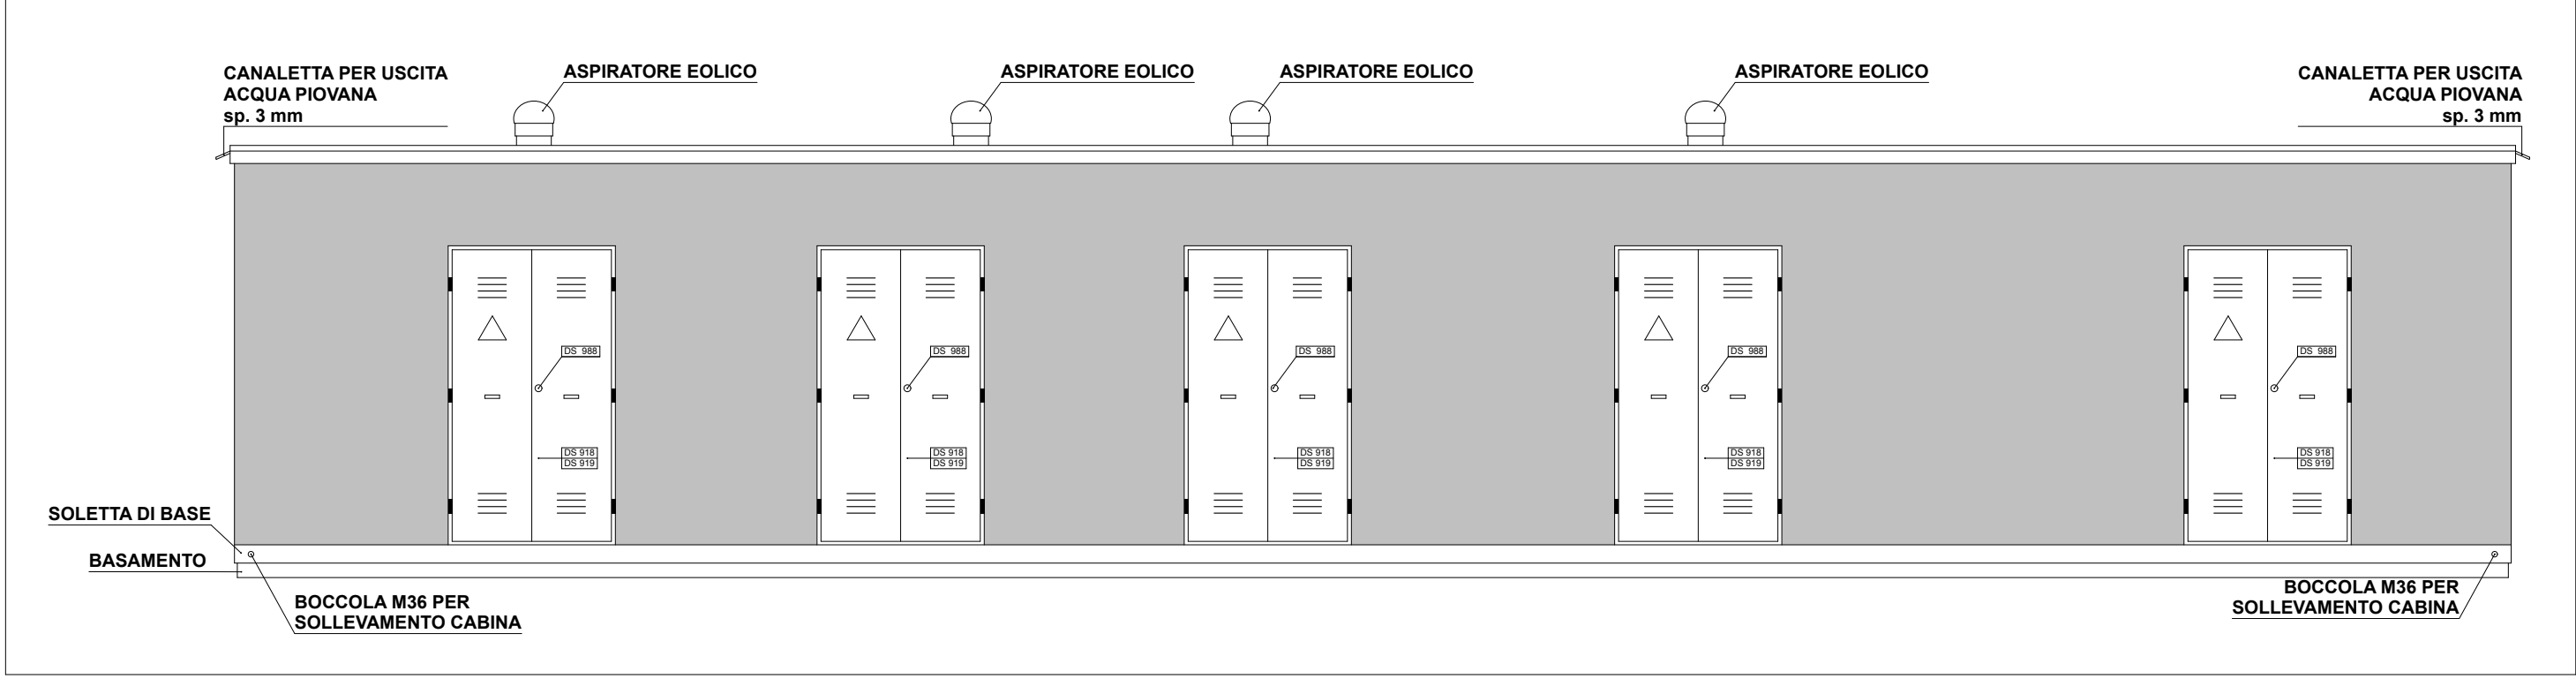 CANALETTA PER USCITA
ACQUA PIOVANA
sp. 3 mm
ASPIRATORE EOLICO
ASPIRATORE EOLICO
ASPIRATORE EOLICO
ASPIRATORE EOLICO
CANALETTA PER USCITA
ACQUA PIOVANA
sp. 3 mm
DS 988
DS 988
DS 988
DS 988
DS 988
DS 918
DS 919
DS 918
DS 919
DS 918
DS 919
DS 918
DS 919
DS 918
DS 919
SOLETTA DI BASE
BASAMENTO
BOCCOLA M36 PER
SOLLEVAMENTO CABINA
BOCCOLA M36 PER
SOLLEVAMENTO CABINA